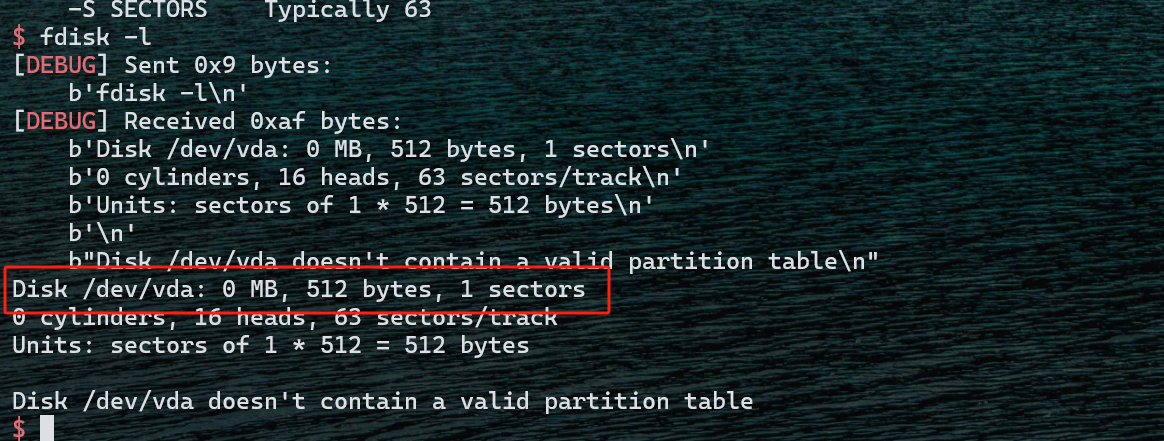 -S SECTORS    Typically 63
$ fdisk -l
[DEBUG] Sent 0x9 bytes:
    b'fdisk -l\n'
[DEBUG] Received 0xaf bytes:
    b'Disk /dev/vda: 0 MB, 512 bytes, 1 sectors\n'
    b'0 cylinders, 16 heads, 63 sectors/track\n'
    b'Units: sectors of 1 * 512 = 512 bytes\n'
    b'\n'
    b"Disk /dev/vda doesn't contain a valid partition table\n"
Disk /dev/vda: 0 MB, 512 bytes, 1 sectors
0 cylinders, 16 heads, 63 sectors/track
Units: sectors of 1 * 512 = 512 bytes
Disk /dev/vda doesn't contain a valid partition table
$